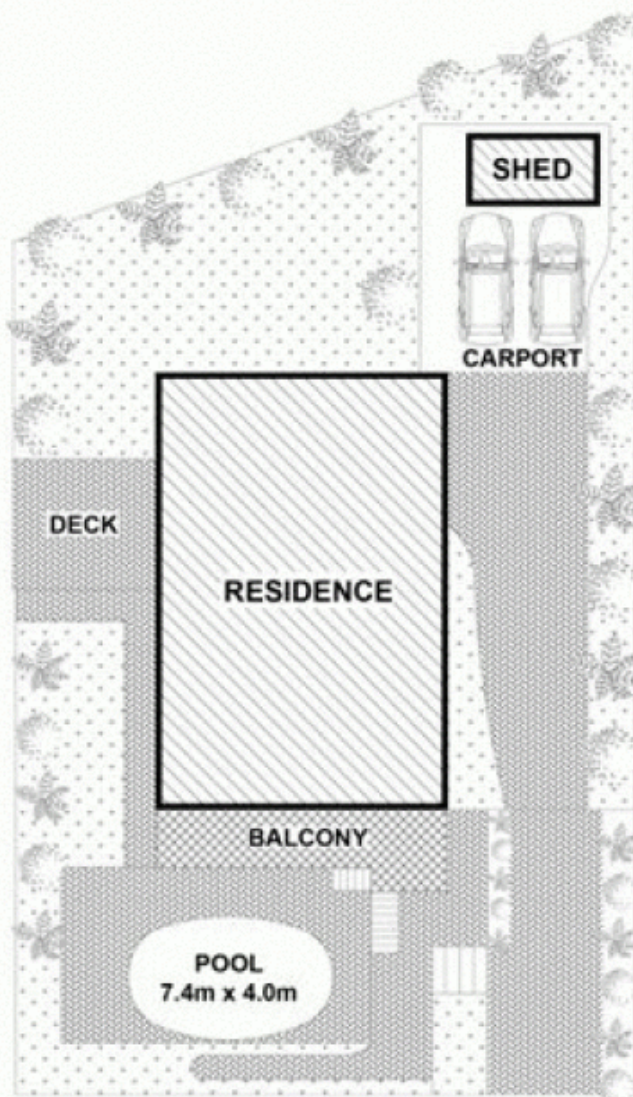 SHED
CARPORT
DECK
RESIDENCE
BALCONY
POOL
7.4m x 4.0m